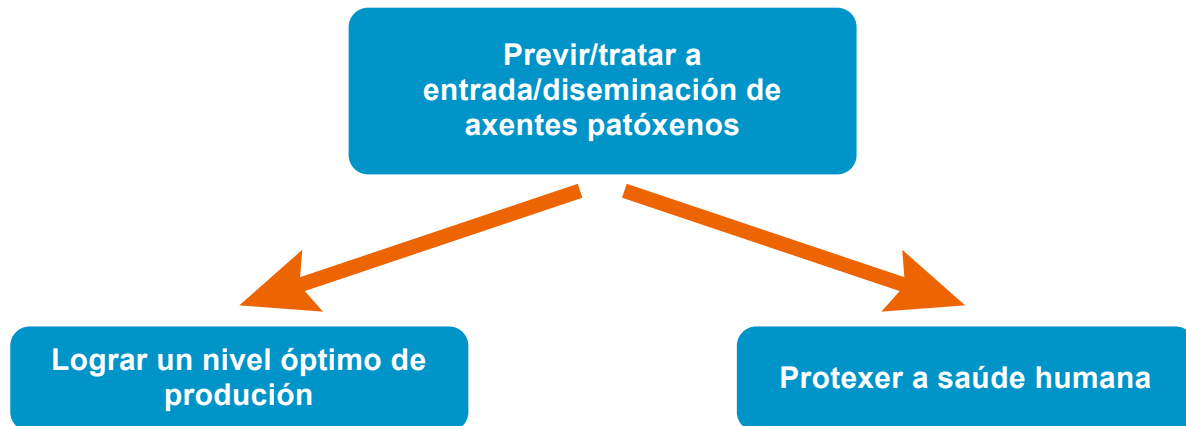 Previr/tratar a
entrada/diseminación de
axentes patóxenos
Lograr un nivel óptimo de
produción
Protexer a saúde humana